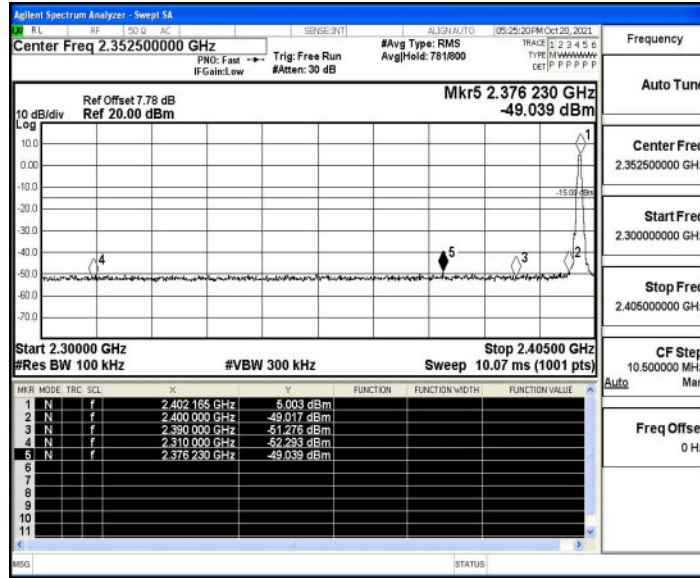 Agilent Spectrum Analyzer - Swept SA
RL RF 50 Ω AC SENSE:INT ALIGNAUTO 05:25:20 PM Oct 20, 2021
Center Freq 2.352500000 GHz #Avg Type: RMS TRACE 1 2 3 4 5 6
PNO: Fast Trig: Free Run Avg|Hold: 781/800 TYPE M
IFGain:Low #Atten: 30 dB DET P P P P P
Frequency
Auto Tune
Mkr5 2.376 230 GHz
Ref Offset 7.78 dB
10 dB/div Ref 20.00 dBm -49.039 dBm
Log
10.0
0.00
-10.0
-15.00 dBm
-20.0
-30.0
-40.0
-50.0
-60.0
-70.0
1
2
3
4
5
Center Freq
2.352500000 GHz
Start Freq
2.300000000 GHz
Stop Freq
2.405000000 GHz
CF Step
10.500000 MHz
Auto Man
Freq Offset
0 Hz
Start 2.30000 GHz Stop 2.40500 GHz
#Res BW 100 kHz #VBW 300 kHz Sweep 10.07 ms (1001 pts)
MKR MODE TRC SCL X Y FUNCTION FUNCTION WIDTH FUNCTION VALUE
1 N f 2.402 165 GHz 5.003 dBm
2 N f 2.400 000 GHz -49.017 dBm
3 N f 2.390 000 GHz -51.276 dBm
4 N f 2.310 000 GHz -52.293 dBm
5 N f 2.376 230 GHz -49.039 dBm
6
7
8
9
10
11
MSG STATUS